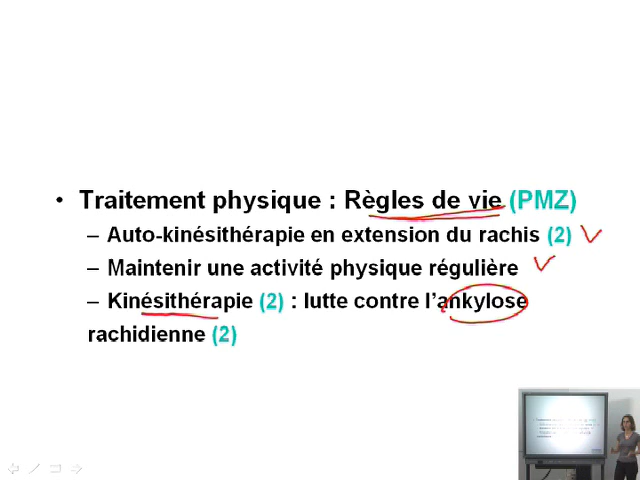 • Traitement physique : Règles de vie (PMZ)
– Auto-kinésithérapie en extension du rachis (2)
– Maintenir une activité physique régulière
– Kinésithérapie (2) : lutte contre l'ankylose
rachidienne (2)